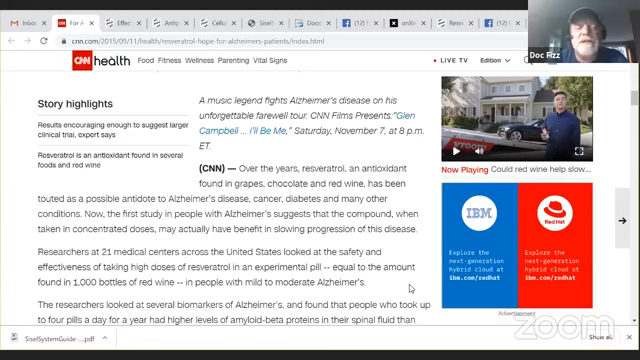 Inbox
For A
Effec
Antip
Cellul
Sisel
Dood
X
onXm
Resv
cnn.com/2015/09/11/health/resveratrol-hope-for-alzheimers-patients/index.html
Doc Fizz
CNN health Food Fitness Wellness Parenting Vital Signs LIVE TV Edition
Story highlights
Results encouraging enough to suggest larger
clinical trial, expert says
Resveratrol is an antioxidant found in several
foods and red wine
A music legend fights Alzheimer's disease on his
unforgettable farewell tour. CNN Films Presents:"Glen
Campbell ... I'll Be Me," Saturday, November 7, at 8 p.m.
ET.
(CNN) — Over the years, resveratrol, an antioxidant
found in grapes, chocolate and red wine, has been
touted as a possible antidote to Alzheimer's disease, cancer, diabetes and many other
conditions. Now, the first study in people with Alzheimer's suggests that the compound, when
taken in concentrated doses, may actually have benefit in slowing progression of this disease.
Researchers at 21 medical centers across the United States looked at the safety and
effectiveness of taking high doses of resveratrol in an experimental pill -- equal to the amount
found in 1,000 bottles of red wine -- in people with mild to moderate Alzheimer's.
The researchers looked at several biomarkers of Alzheimer's, and found that people who took up
to four pills a day for a year had higher levels of amyloid-beta proteins in their spinal fluid than
Now Playing Could red wine help slow...
IBM
Explore the
next-generation
hybrid cloud at
ibm.com/redhat
Red Hat
Explore the
next-generation
hybrid cloud at
ibm.com/redhat
Advertisement
zoom
SiselSystemGuide-....pdf
Show all